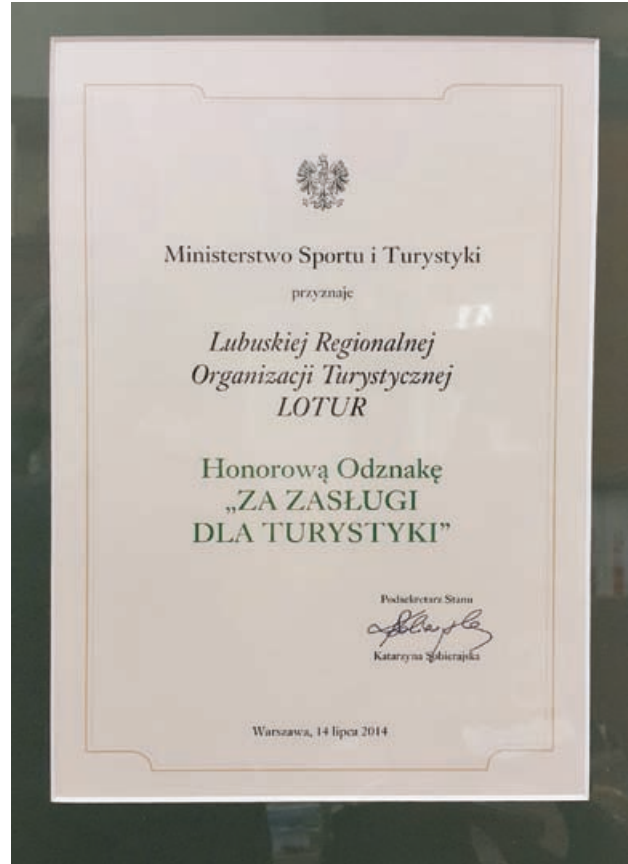 Ministerstwo Sportu i Turystyki
przyznaje
Lubuskiej Regionalnej
Organizacji Turystycznej
LOTUR
Honorową Odznakę
„ZA ZASŁUGI
DLA TURYSTYKI”
Podsekretarz Stanu
Katarzyna Sobierajska
Warszawa, 14 lipca 2014